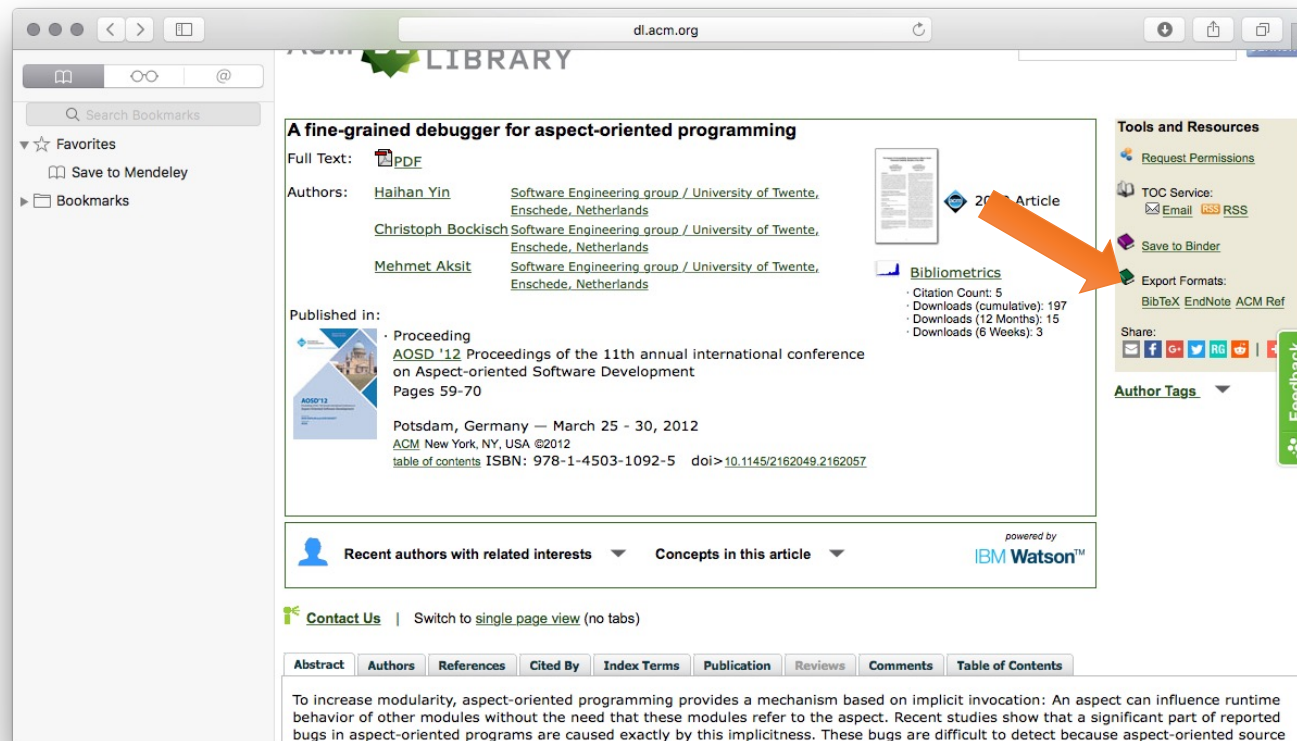 dl.acm.org
LIBRARY
Search Bookmarks
Favorites
Save to Mendeley
Bookmarks
A fine-grained debugger for aspect-oriented programming
Full Text: PDF
Authors: Haihan Yin Software Engineering group / University of Twente,
Enschede, Netherlands
Christoph Bockisch Software Engineering group / University of Twente,
Enschede, Netherlands
Mehmet Aksit Software Engineering group / University of Twente,
Enschede, Netherlands
Article
Bibliometrics
· Citation Count: 5
· Downloads (cumulative): 197
· Downloads (12 Months): 15
· Downloads (6 Weeks): 3
Published in:
· Proceeding
AOSD '12 Proceedings of the 11th annual international conference
on Aspect-oriented Software Development
Pages 59-70
AOSD'12
Potsdam, Germany — March 25 - 30, 2012
ACM New York, NY, USA ©2012
table of contents ISBN: 978-1-4503-1092-5 doi>10.1145/2162049.2162057
Tools and Resources
Request Permissions
TOC Service:
Email RSS RSS
Save to Binder
Export Formats:
BibTeX EndNote ACM Ref
Share:
f G+ RG
Author Tags
Feedback
Recent authors with related interests Concepts in this article
powered by
IBM Watson™
Contact Us | Switch to single page view (no tabs)
Abstract Authors References Cited By Index Terms Publication Reviews Comments Table of Contents
To increase modularity, aspect-oriented programming provides a mechanism based on implicit invocation: An aspect can influence runtime
behavior of other modules without the need that these modules refer to the aspect. Recent studies show that a significant part of reported
bugs in aspect-oriented programs are caused exactly by this implicitness. These bugs are difficult to detect because aspect-oriented source